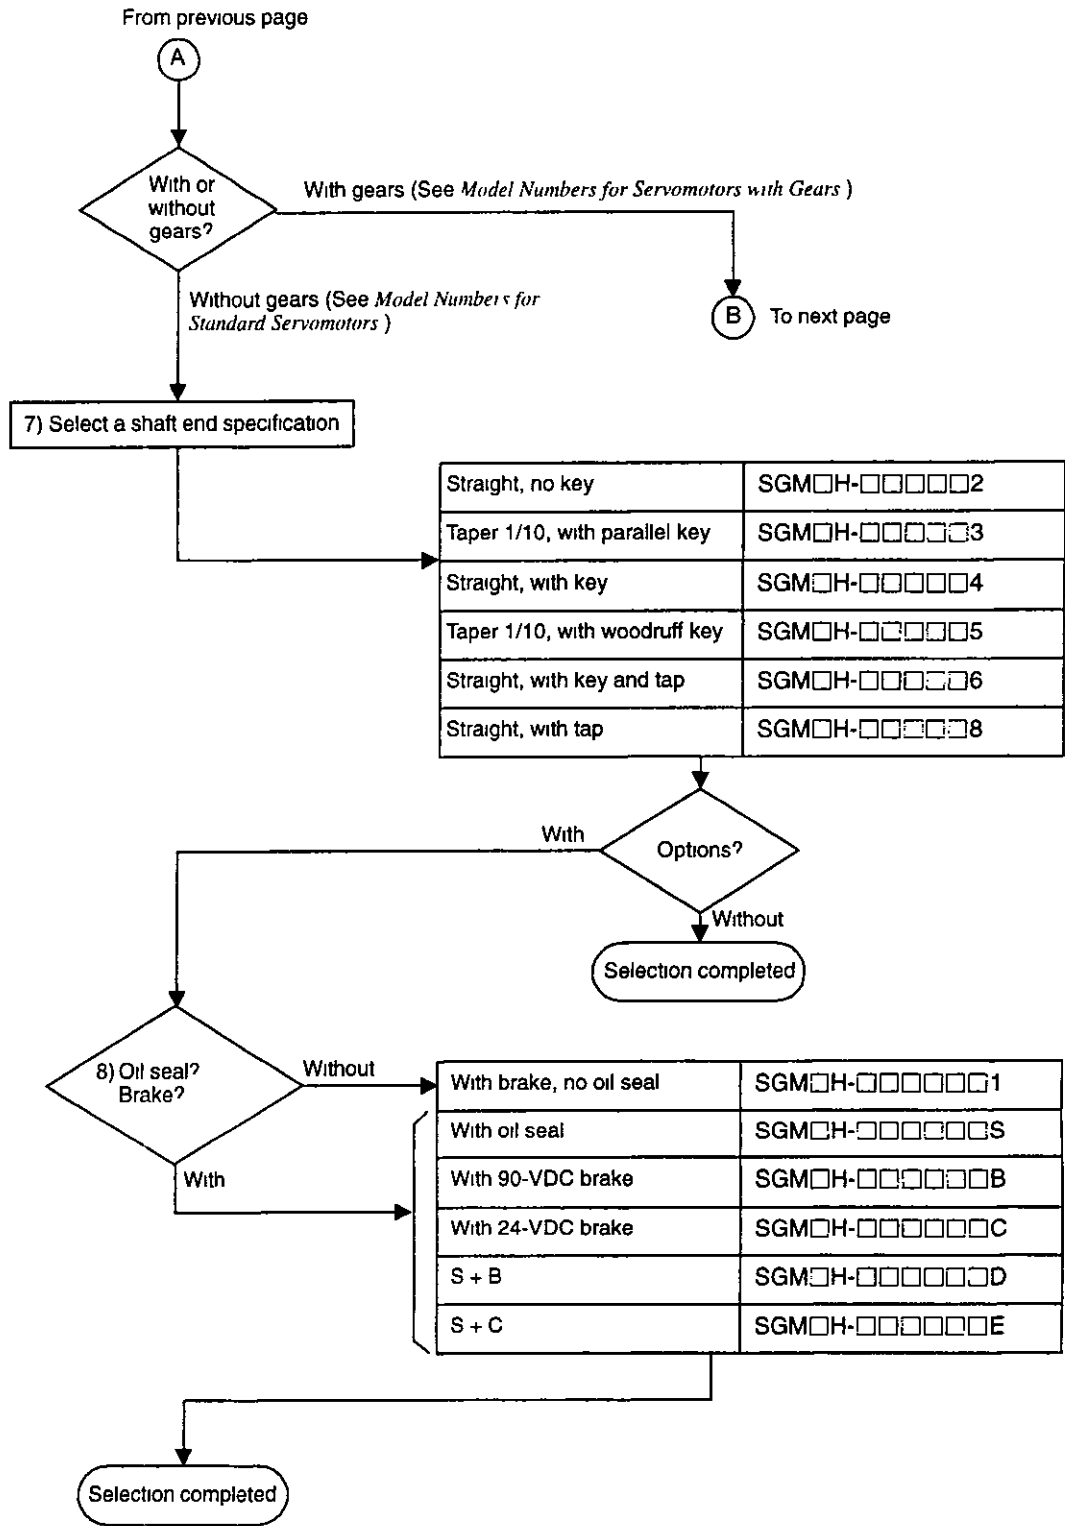 From previous page
A
With or
without
gears?
With gears (See Model Numbers for Servomotors with Gears )
Without gears (See Model Numbers for
Standard Servomotors )
B
To next page
7) Select a shaft end specification
Straight, no key SGM□H-□□□□□2
Taper 1/10, with parallel key SGM□H-□□□□□3
Straight, with key SGM□H-□□□□□4
Taper 1/10, with woodruff key SGM□H-□□□□□5
Straight, with key and tap SGM□H-□□□□□6
Straight, with tap SGM□H-□□□□□8
With
Options?
Without
Selection completed
8) Oil seal?
Brake?
Without
With
With brake, no oil seal SGM□H-□□□□□□1
With oil seal SGM□H-□□□□□□S
With 90-VDC brake SGM□H-□□□□□□B
With 24-VDC brake SGM□H-□□□□□□C
S + B SGM□H-□□□□□□D
S + C SGM□H-□□□□□□E
Selection completed